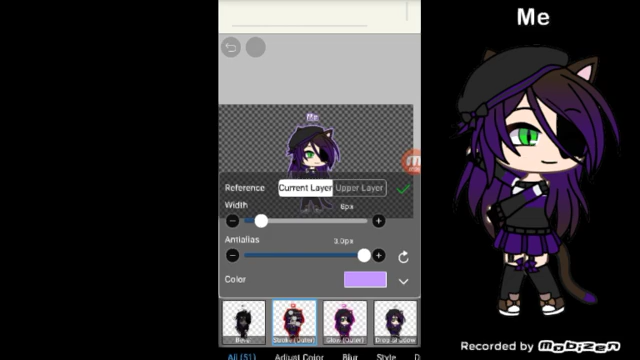 Me
Me
Reference
Current Layer
Upper Layer
Width
6px
Antialias
3.0px
Color
Stroke (Outer)
Glow (Outer)
Drop Shadow
All (51)
Adjust Color
Blur
Style
Recorded by Mobizen